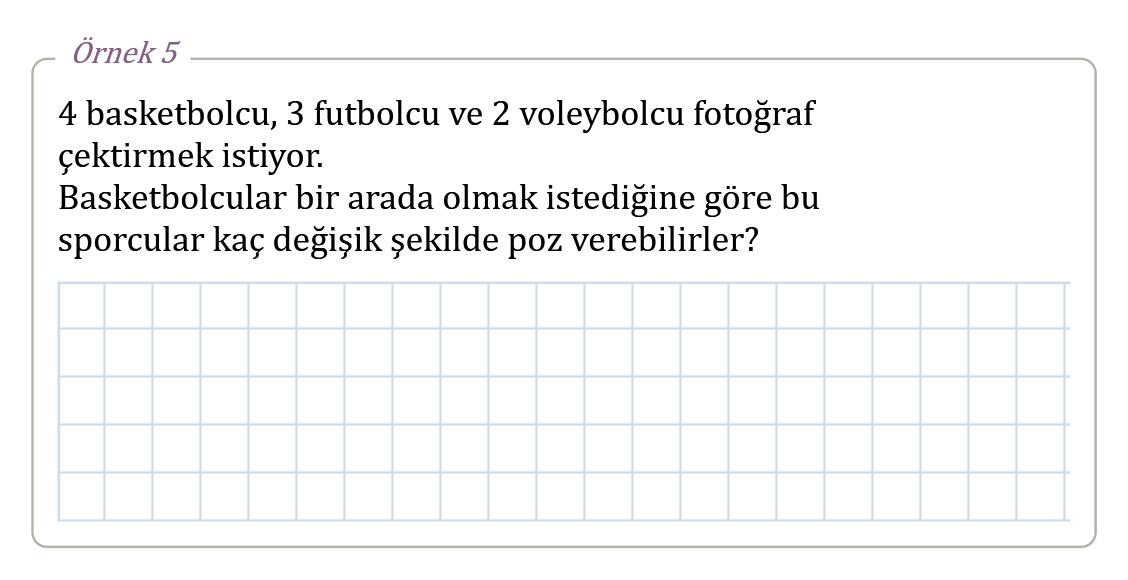 Örnek 5
4 basketbolcu, 3 futbolcu ve 2 voleybolcu fotoğraf
çektirmek istiyor.
Basketbolcular bir arada olmak istediğine göre bu
sporcular kaç değişik şekilde poz verebilirler?